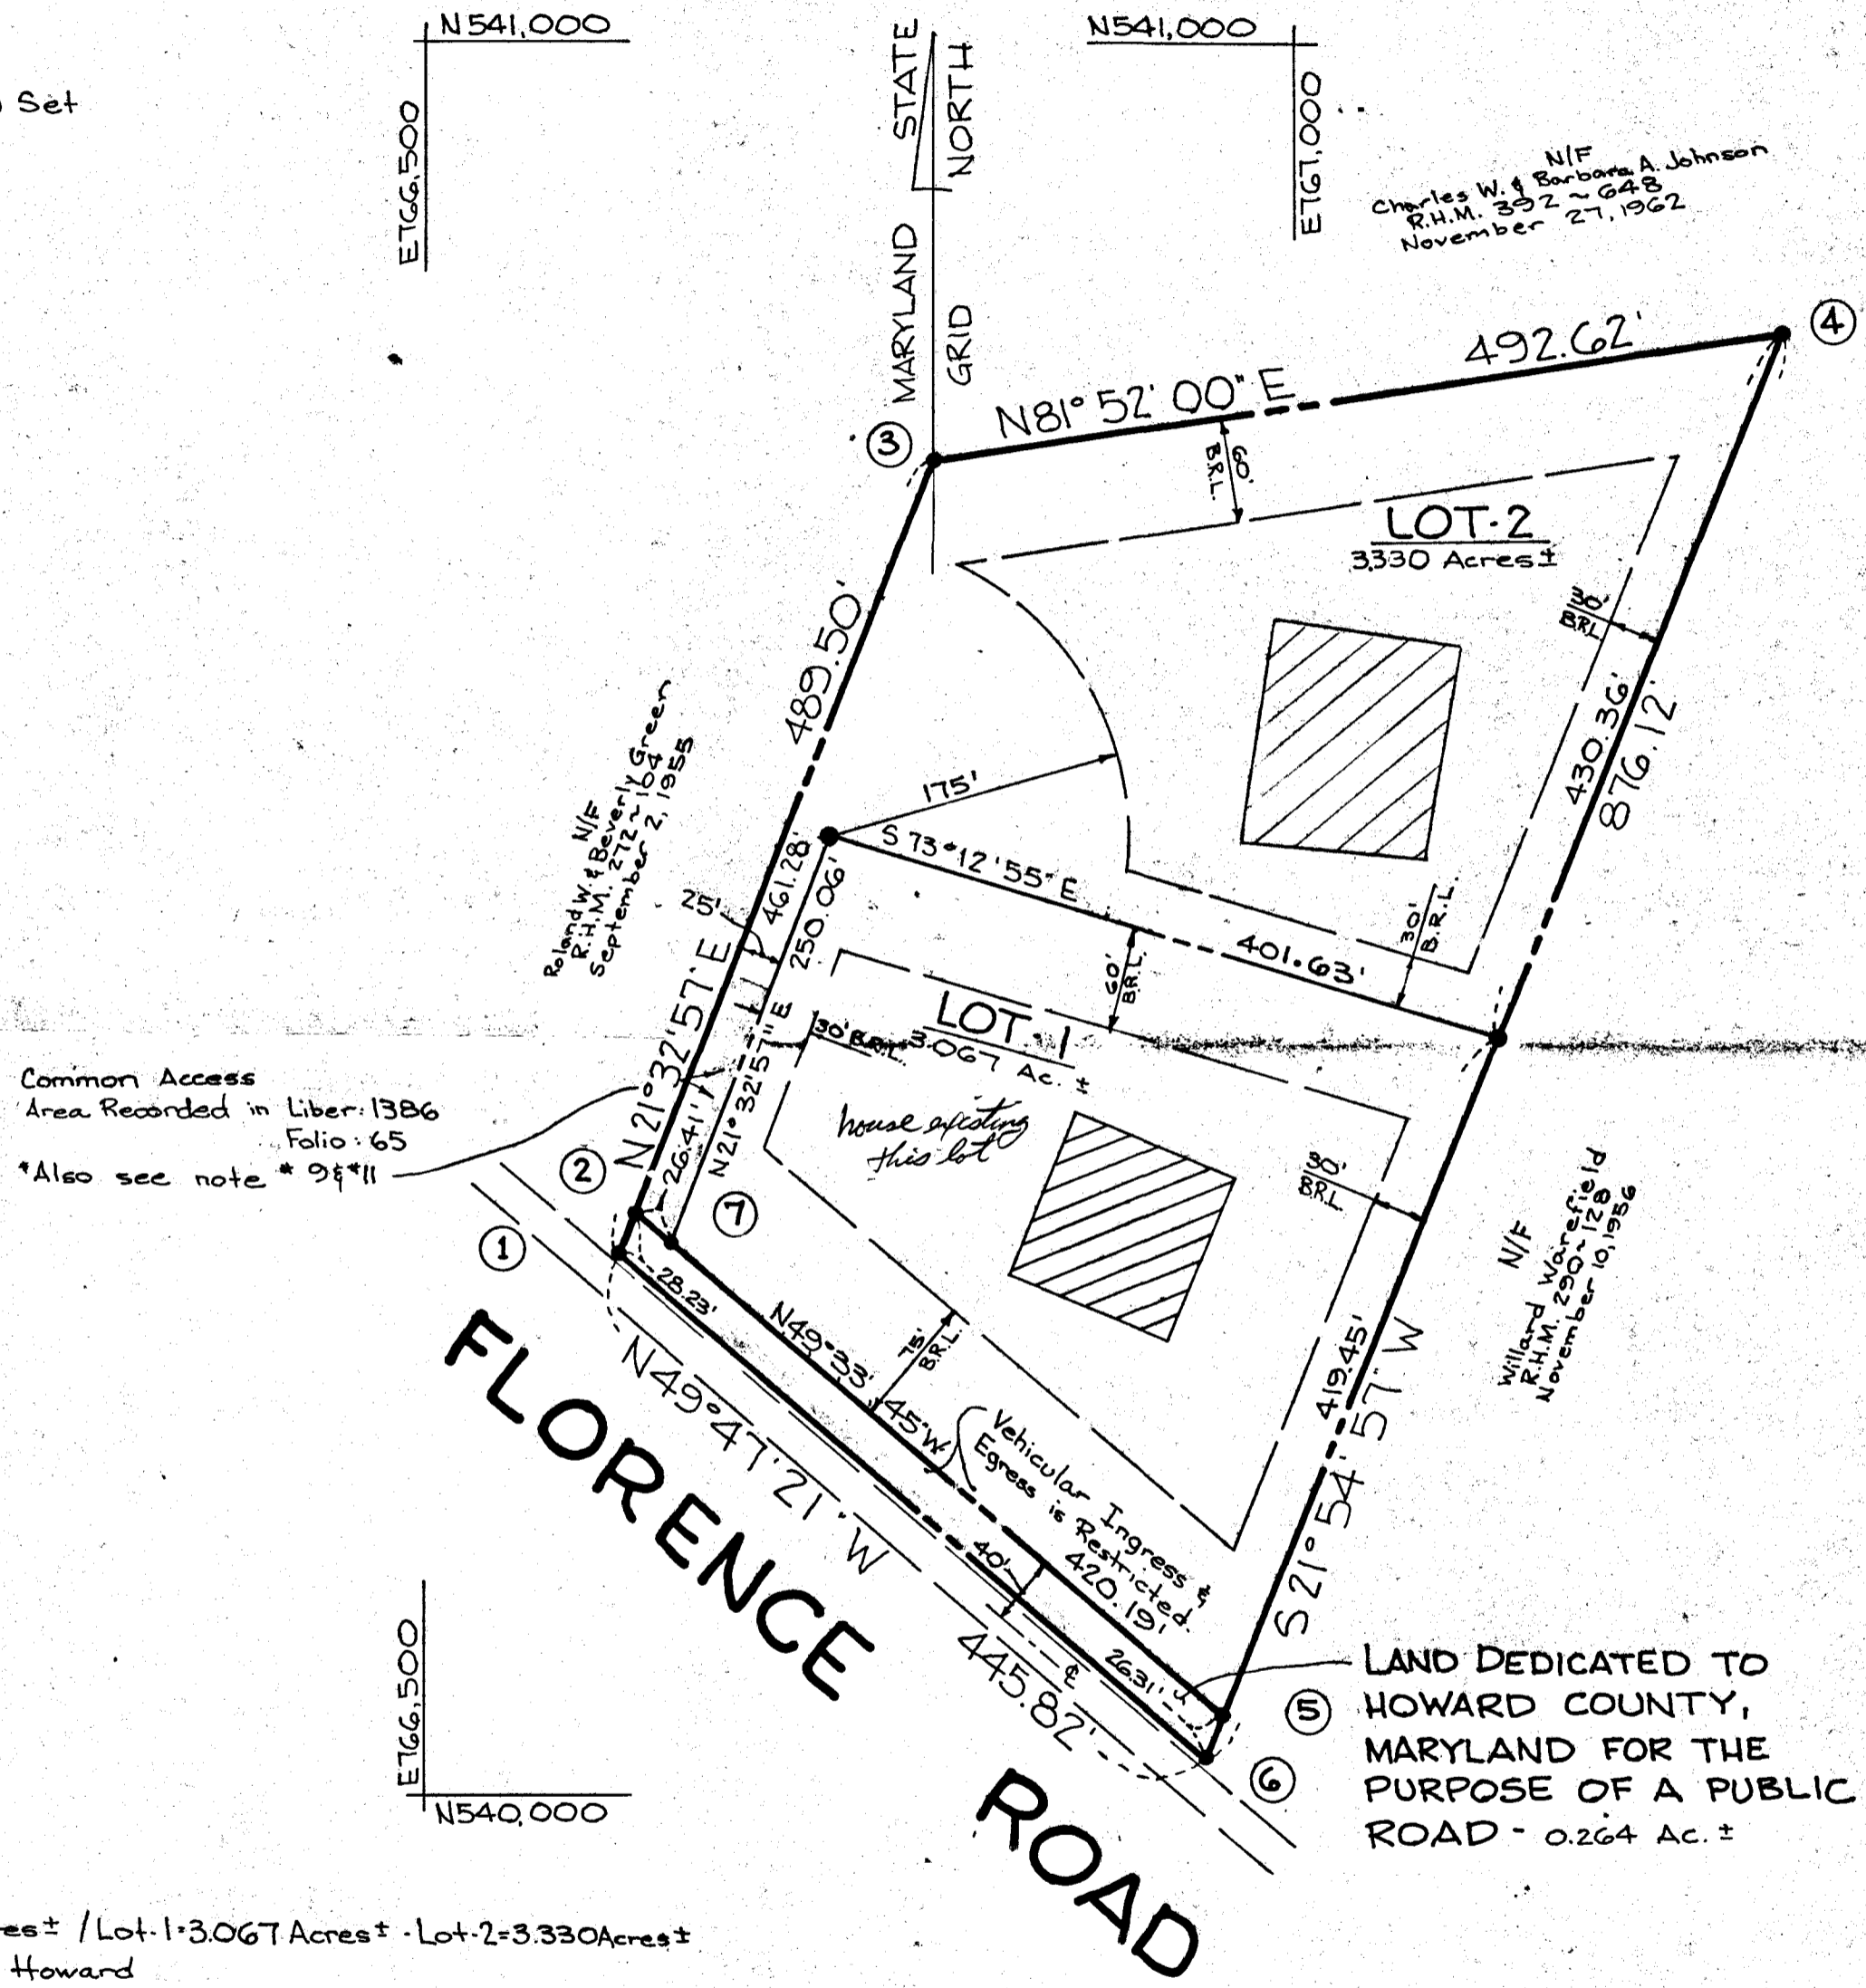 N541,000
N541,000
Set
E766,500
E767,000
MARYLAND STATE
GRID NORTH
N/F
Charles W. & Barbara A. Johnson
R.H.M. 392 ~ 648
November 27, 1962
4
492.62'
N81° 52' 00" E
3
60'
B.R.L.
LOT-2
3.330 Acres ±
30'
B.R.L.
489.50'
430.36'
876.12'
N/F
Roland W. & Beverly Green
R.H.M. 272 ~ 164
September 2, 1955
175'
S 73° 12' 55" E
401.63'
30'
B.R.L.
25'
461.28'
250.06'
60'
B.R.L.
LOT-1
3.067 Ac. ±
30' B.R.L.
N21° 32' 57" E
N21° 32' 57" E
26.41'
Common Access
Area Recorded in Liber: 1386
Folio: 65
*Also see note * 9 & *11
house existing
this lot
30'
B.R.L.
2
7
1
28.23'
N49° 33' 45" W
75'
B.R.L.
N/F
Willard Warefield
R.H.M. 290 ~ 128
November 10, 1956
419.45'
S 21° 54' 57" W
N49° 47' 21" W
Vehicular Ingress &
Egress is Restricted.
420.19'
40'
℄
445.82'
26.31'
FLORENCE ROAD
5
6
LAND DEDICATED TO
HOWARD COUNTY,
MARYLAND FOR THE
PURPOSE OF A PUBLIC
ROAD - 0.264 AC. ±
E766,500
N540,000
es ± / Lot-1=3.067 Acres ± - Lot-2=3.330 Acres ±
Howard